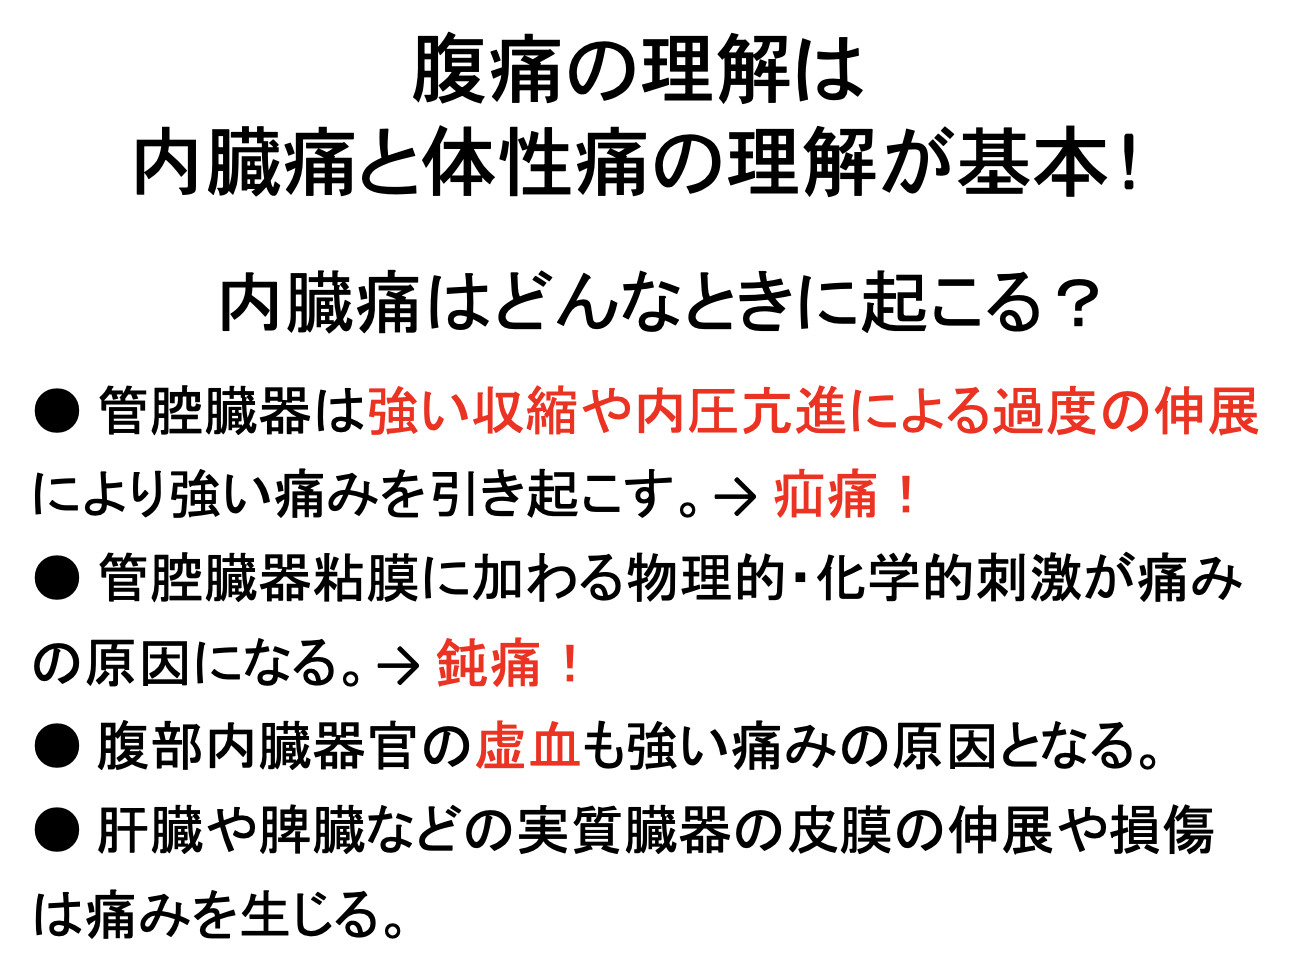 腹痛の理解は
内臓痛と体性痛の理解が基本!
内臓痛はどんなときに起こる？
● 管腔臓器は強い収縮や内圧亢進による過度の伸展
により強い痛みを引き起こす。→ 疝痛！
● 管腔臓器粘膜に加わる物理的・化学的刺激が痛み
の原因になる。→ 鈍痛！
● 腹部内臓器官の虚血も強い痛みの原因となる。
● 肝臓や脾臓などの実質臓器の皮膜の伸展や損傷
は痛みを生じる。